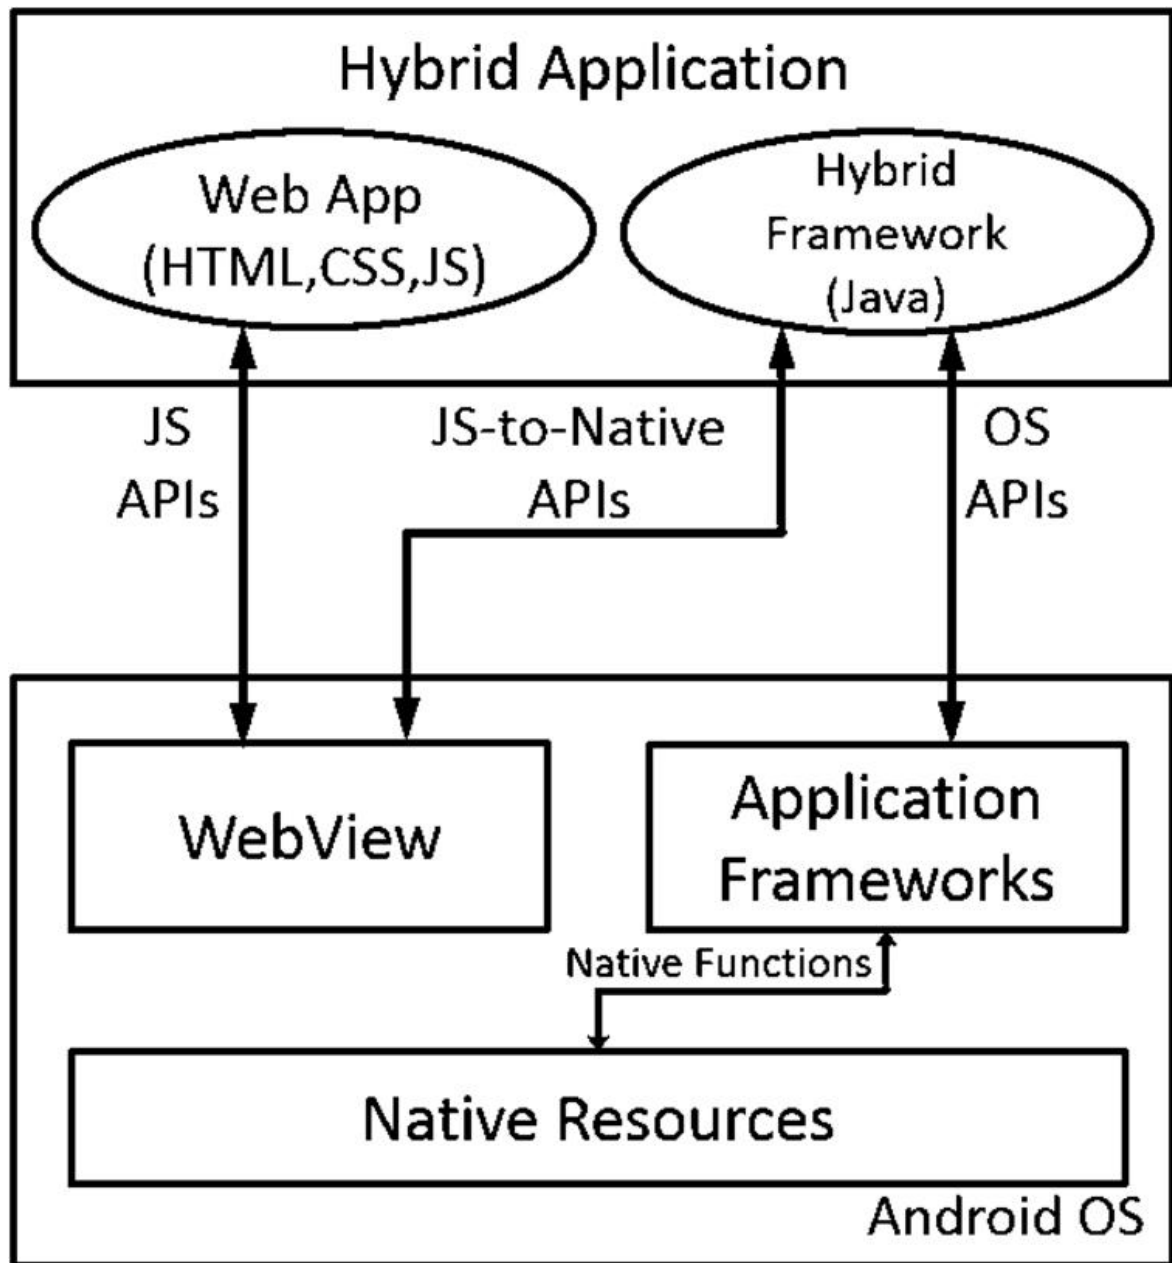 Hybrid Application
Web App
(HTML,CSS,JS)
Hybrid
Framework
(Java)
JS
APIs
JS-to-Native
APIs
OS
APIs
WebView
Application
Frameworks
Native Functions
Native Resources
Android OS